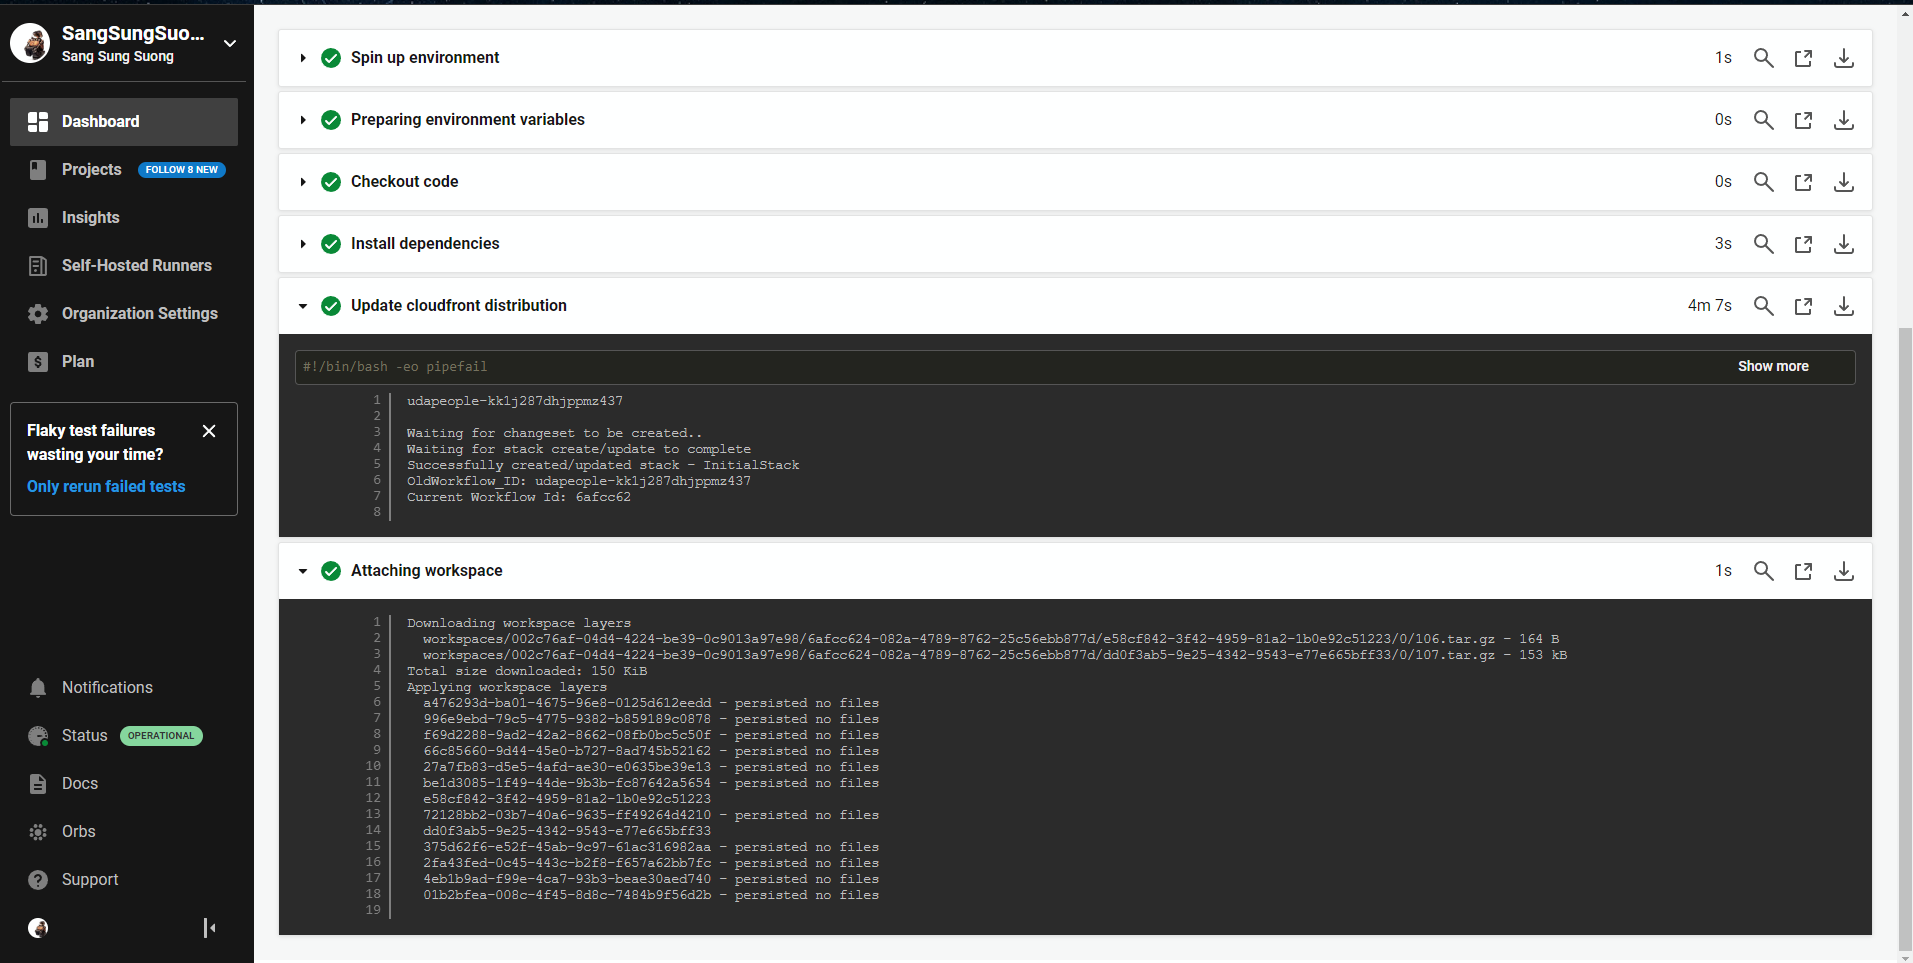 SangSungSuo...
Sang Sung Suong
Dashboard
Projects FOLLOW 8 NEW
Insights
Self-Hosted Runners
Organization Settings
Plan
Flaky test failures
wasting your time?
Only rerun failed tests
Notifications
Status OPERATIONAL
Docs
Orbs
Support
Spin up environment 1s
Preparing environment variables 0s
Checkout code 0s
Install dependencies 3s
Update cloudfront distribution 4m 7s
#!/bin/bash -eo pipefail Show more
1 udapeople-kk1j287dhjppmz437
2
3 Waiting for changeset to be created..
4 Waiting for stack create/update to complete
5 Successfully created/updated stack - InitialStack
6 OldWorkflow_ID: udapeople-kk1j287dhjppmz437
7 Current Workflow Id: 6afcc62
8
Attaching workspace 1s
1 Downloading workspace layers
2 workspaces/002c76af-04d4-4224-be39-0c9013a97e98/6afcc624-082a-4789-8762-25c56ebb877d/e58cf842-3f42-4959-81a2-1b0e92c51223/0/106.tar.gz - 164 B
3 workspaces/002c76af-04d4-4224-be39-0c9013a97e98/6afcc624-082a-4789-8762-25c56ebb877d/dd0f3ab5-9e25-4342-9543-e77e665bff33/0/107.tar.gz - 153 kB
4 Total size downloaded: 150 KiB
5 Applying workspace layers
6 a476293d-ba01-4675-96e8-0125d612eedd - persisted no files
7 996e9ebd-79c5-4775-9382-b859189c0878 - persisted no files
8 f69d2288-9ad2-42a2-8662-08fb0bc5c50f - persisted no files
9 66c85660-9d44-45e0-b727-8ad745b52162 - persisted no files
10 27a7fb83-d5e5-4afd-ae30-e0635be39e13 - persisted no files
11 be1d3085-1f49-44de-9b3b-fc87642a5654 - persisted no files
12 e58cf842-3f42-4959-81a2-1b0e92c51223
13 72128bb2-03b7-40a6-9635-ff49264d4210 - persisted no files
14 dd0f3ab5-9e25-4342-9543-e77e665bff33
15 375d62f6-e52f-45ab-9c97-61ac316982aa - persisted no files
16 2fa43fed-0c45-443c-b2f8-f657a62bb7fc - persisted no files
17 4eb1b9ad-f99e-4ca7-93b3-beae30aed740 - persisted no files
18 01b2bfea-008c-4f45-8d8c-7484b9f56d2b - persisted no files
19